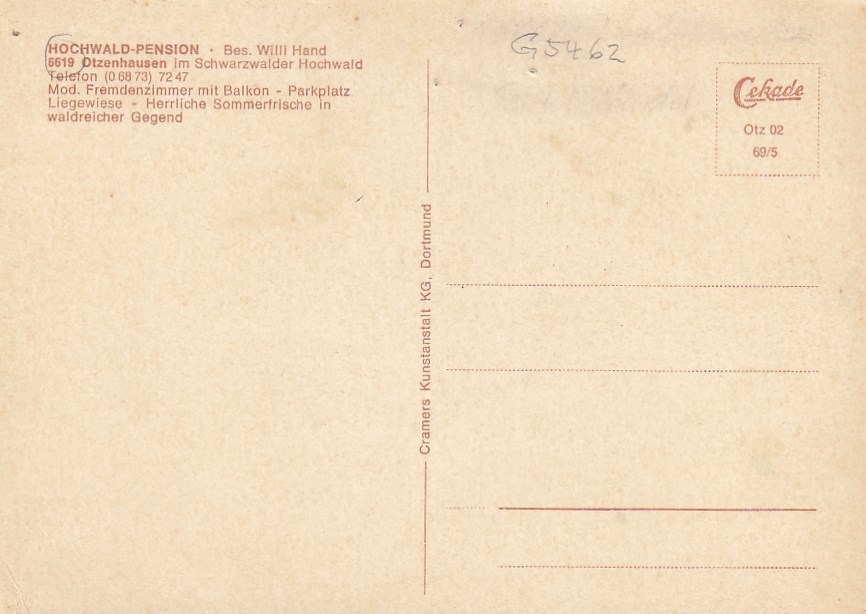 HOCHWALD-PENSION · Bes. Willi Hand
6619 Otzenhausen im Schwarzwälder Hochwald
Telefon (0 68 73) 72 47
Mod. Fremdenzimmer mit Balkon - Parkplatz
Liegewiese - Herrliche Sommerfrische in
waldreicher Gegend
G5462
Cekade
Otz 02
69/5
Cramers Kunstanstalt KG, Dortmund